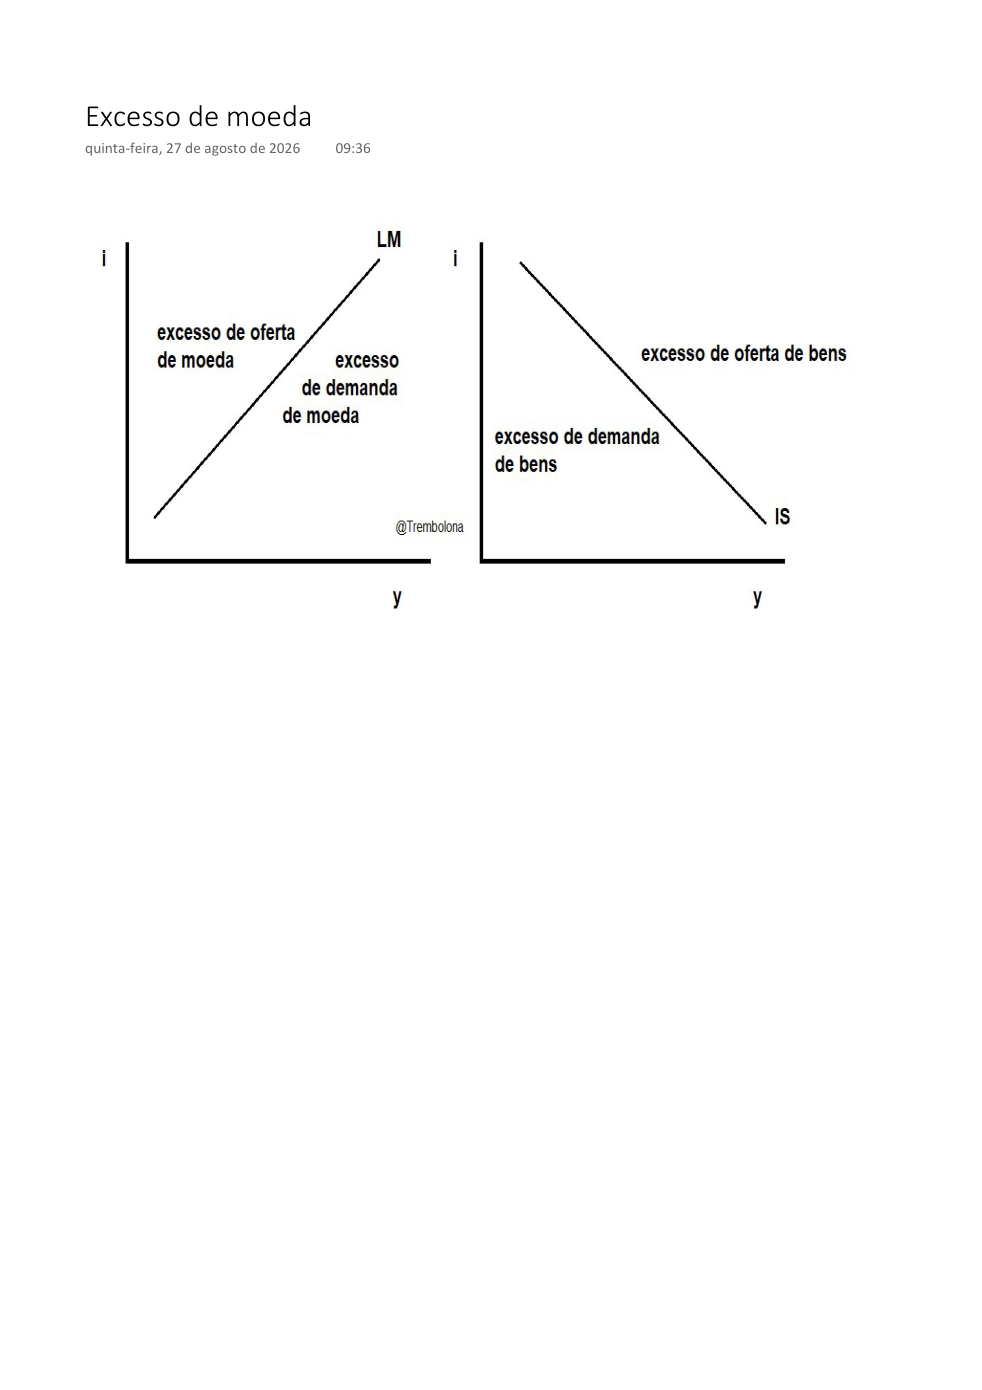 Excesso de moeda
quinta-feira, 27 de agosto de 2026 09:36
LM
i
excesso de oferta
de moeda
excesso
de demanda
de moeda
@Trembolona
y
i
excesso de oferta de bens
excesso de demanda
de bens
IS
y